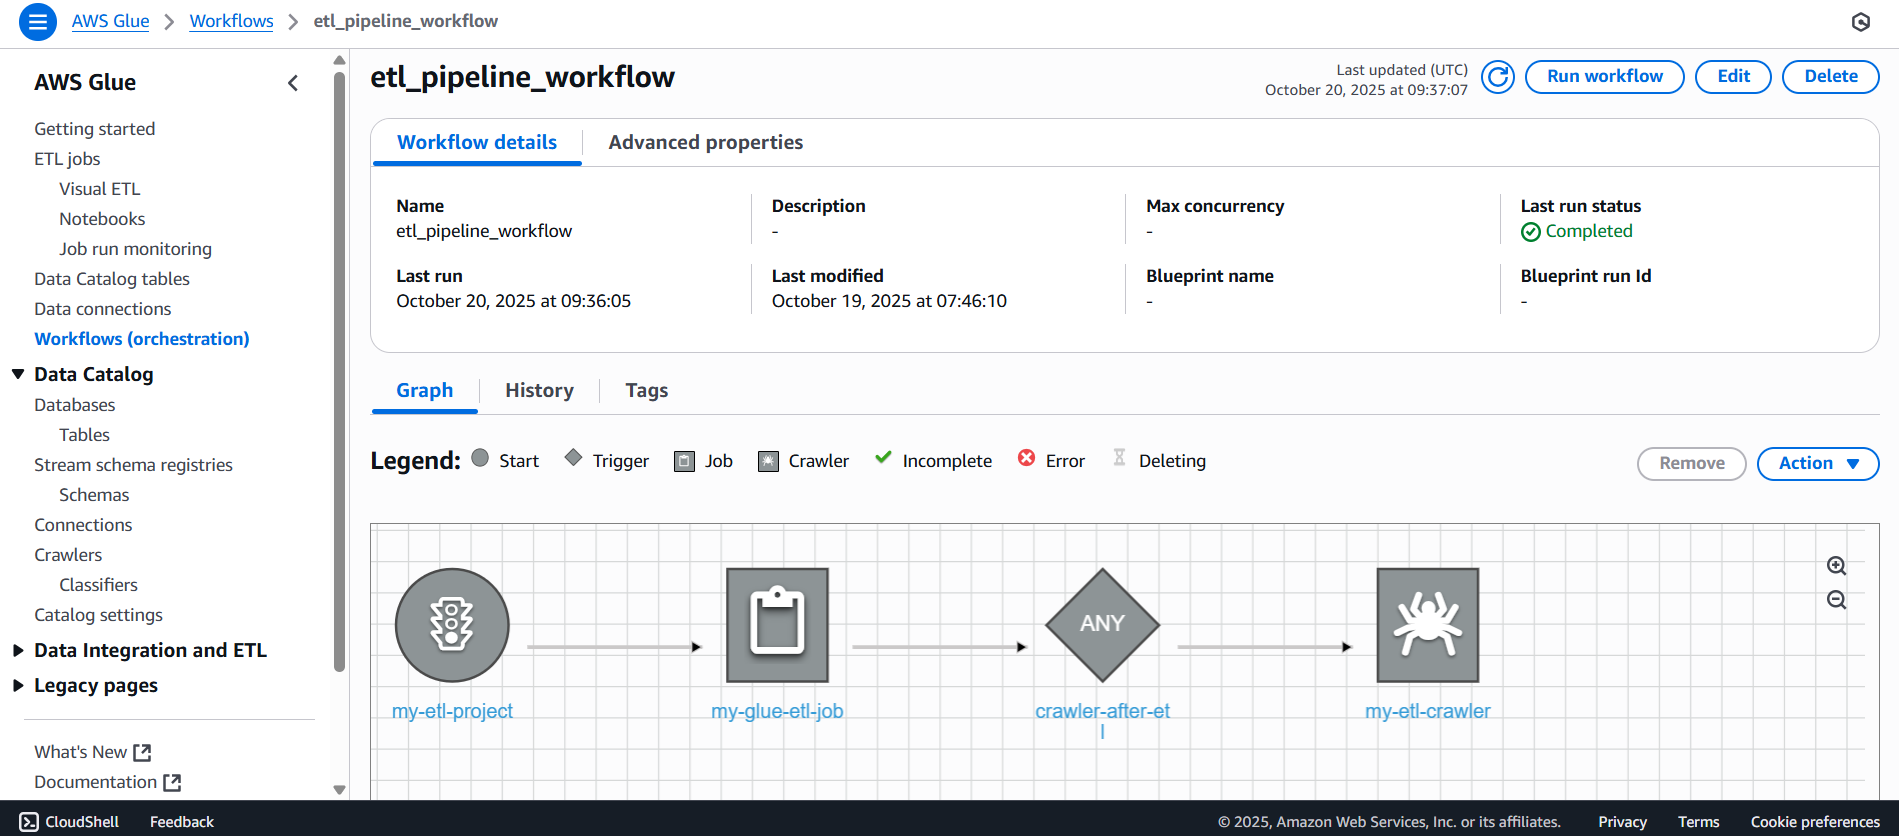 AWS Glue > Workflows > etl_pipeline_workflow
AWS Glue
Getting started
ETL jobs
Visual ETL
Notebooks
Job run monitoring
Data Catalog tables
Data connections
Workflows (orchestration)
Data Catalog
Databases
Tables
Stream schema registries
Schemas
Connections
Crawlers
Classifiers
Catalog settings
Data Integration and ETL
Legacy pages
What's New
Documentation
etl_pipeline_workflow
Last updated (UTC)
October 20, 2025 at 09:37:07
Run workflow
Edit
Delete
Workflow details
Advanced properties
Name
etl_pipeline_workflow
Description
-
Max concurrency
-
Last run status
Completed
Last run
October 20, 2025 at 09:36:05
Last modified
October 19, 2025 at 07:46:10
Blueprint name
-
Blueprint run Id
-
Graph
History
Tags
Legend: Start Trigger Job Crawler Incomplete Error Deleting
Remove
Action
ANY
my-etl-project
my-glue-etl-job
crawler-after-et
l
my-etl-crawler
CloudShell
Feedback
© 2025, Amazon Web Services, Inc. or its affiliates.
Privacy
Terms
Cookie preferences